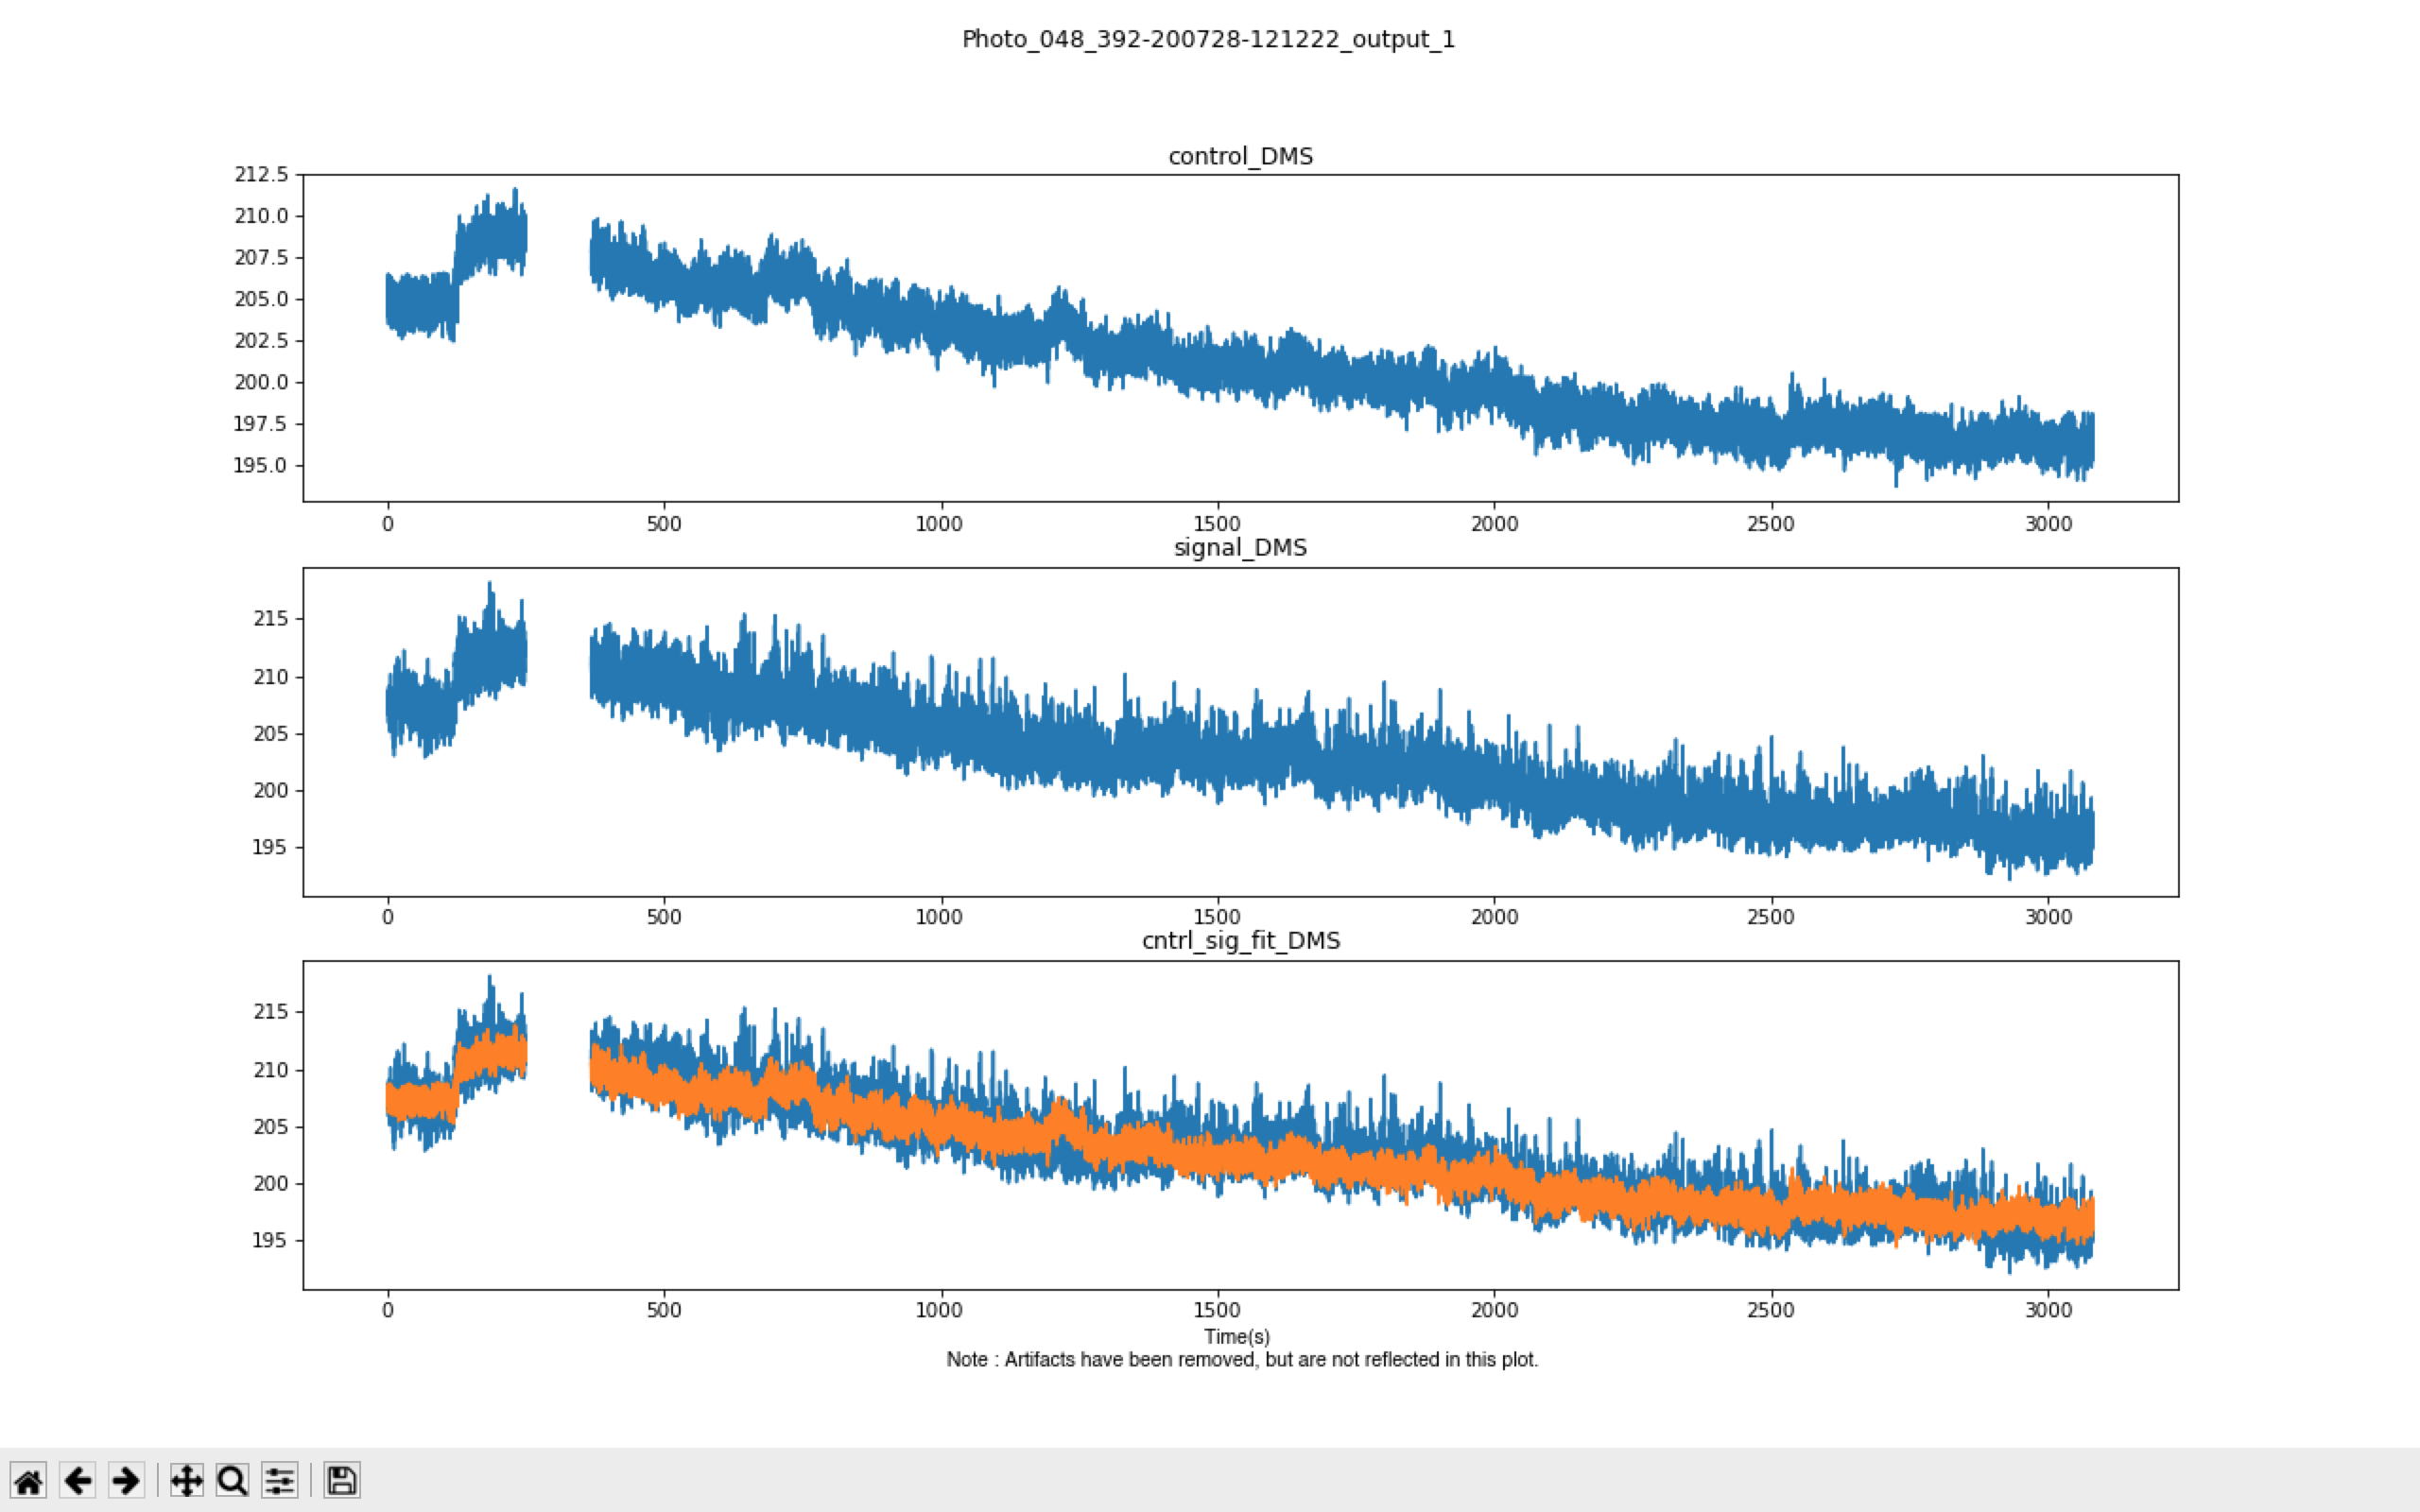 Photo_048_392-200728-121222_output_1
control_DMS
212.5
210.0
207.5
205.0
202.5
200.0
197.5
195.0
0 500 1000 1500 2000 2500 3000
signal_DMS
215
210
205
200
195
0 500 1000 1500 2000 2500 3000
cntrl_sig_fit_DMS
215
210
205
200
195
0 500 1000 1500 2000 2500 3000
Time(s)
Note : Artifacts have been removed, but are not reflected in this plot.